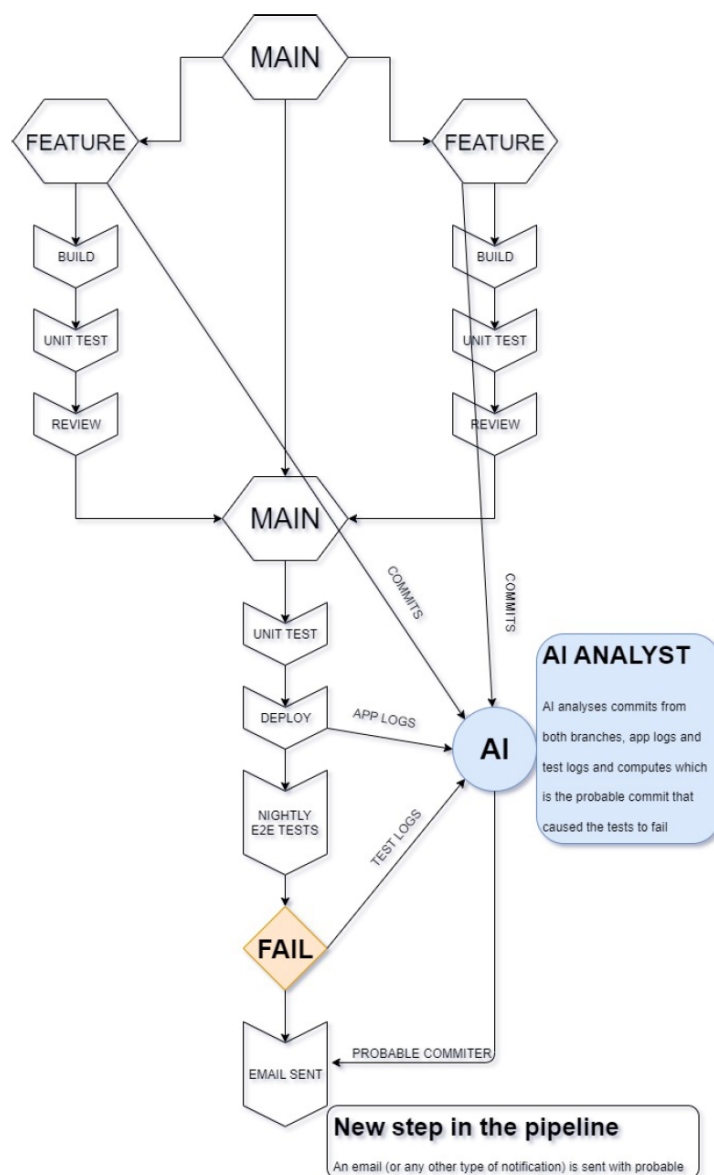 MAIN
FEATURE
FEATURE
BUILD
BUILD
UNIT TEST
UNIT TEST
REVIEW
REVIEW
MAIN
COMMITS
COMMITS
UNIT TEST
AI ANALYST
AI analyses commits from
both branches, app logs and
test logs and computes which
is the probable commit that
caused the tests to fail
DEPLOY
APP LOGS
AI
NIGHTLY
E2E TESTS
TEST LOGS
FAIL
PROBABLE COMMITER
EMAIL SENT
New step in the pipeline
An email (or any other type of notification) is sent with probable